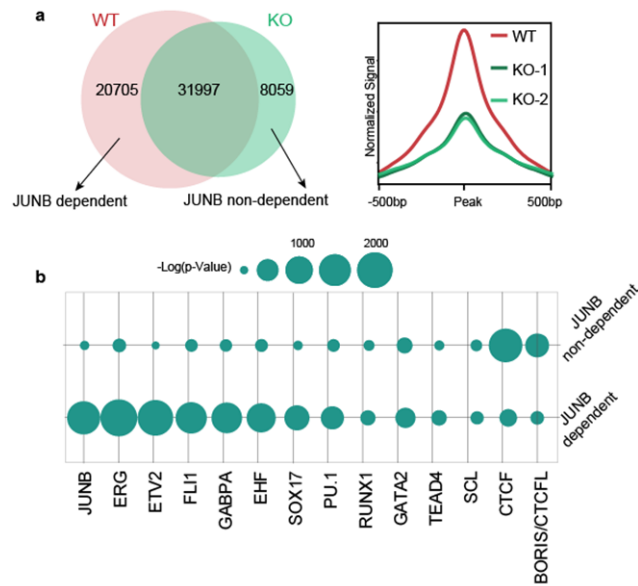 a
WT
KO
20705
31997
8059
JUNB dependent
JUNB non-dependent
Normalized Signal
WT
KO-1
KO-2
-500bp
Peak
500bp
b
-Log(p-Value)
1000
2000
JUNB
non-dependent
JUNB
dependent
JUNB
ERG
ETV2
FLI1
GABPA
EHF
SOX17
PU.1
RUNX1
GATA2
TEAD4
SCL
CTCF
BORIS/CTCFL